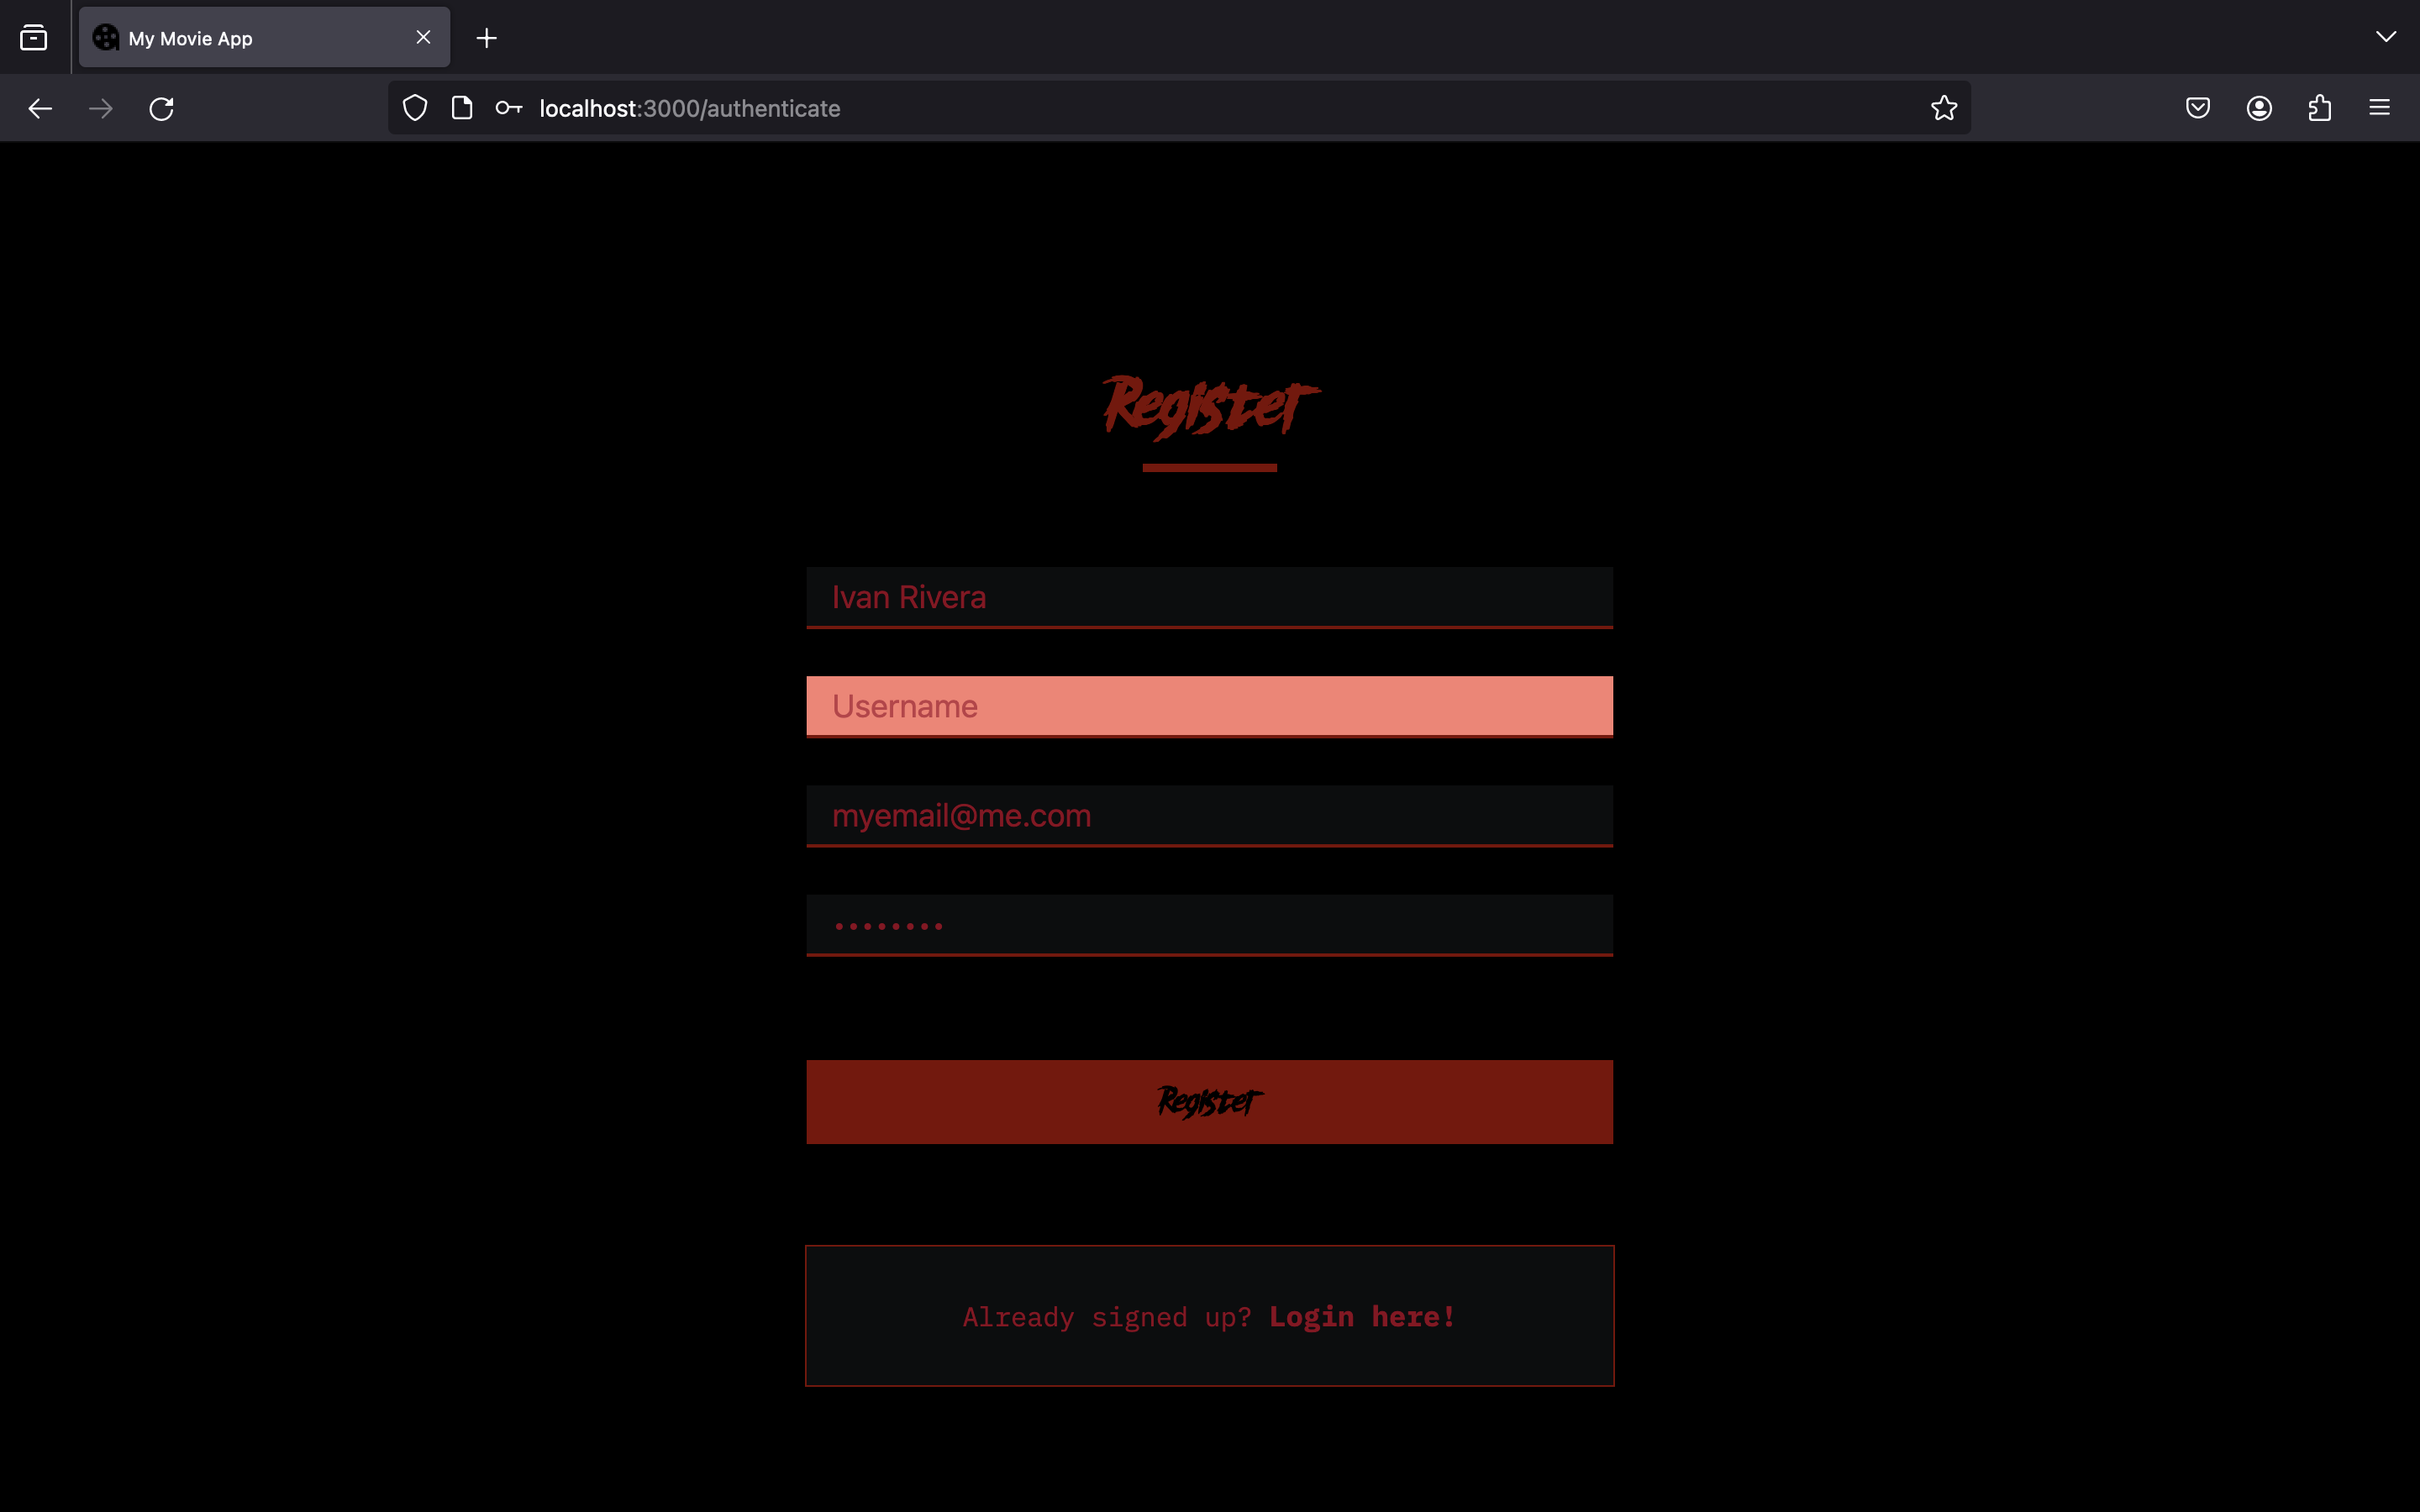 My Movie App
localhost:3000/authenticate
Register
Ivan Rivera
Username
myemail@me.com
••••••••
Register
Already signed up? Login here!